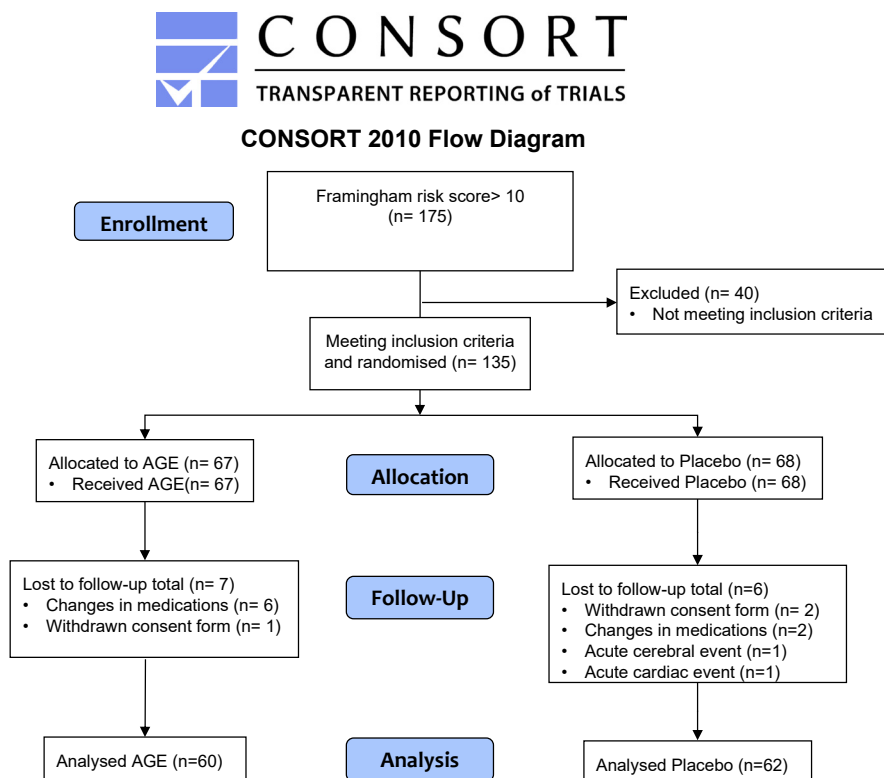 CONSORT
TRANSPARENT REPORTING of TRIALS
CONSORT 2010 Flow Diagram
Enrollment
Framingham risk score> 10
(n= 175)
Excluded (n= 40)
• Not meeting inclusion criteria
Meeting inclusion criteria
and randomised (n= 135)
Allocated to AGE (n= 67)
• Received AGE(n= 67)
Allocation
Allocated to Placebo (n= 68)
• Received Placebo (n= 68)
Lost to follow-up total (n= 7)
• Changes in medications (n= 6)
• Withdrawn consent form (n= 1)
Follow-Up
Lost to follow-up total (n=6)
• Withdrawn consent form (n= 2)
• Changes in medications (n=2)
• Acute cerebral event (n=1)
• Acute cardiac event (n=1)
Analysed AGE (n=60)
Analysis
Analysed Placebo (n=62)